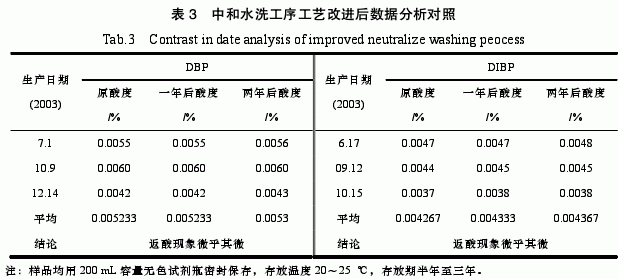 表 3 中和水洗工序工艺改进后数据分析对照
Tab.3 Contrast in date analysis of improved neutralize washing peocess
生产日期 (2003) DBP 生产日期 (2003) DIBP
原酸度 /% 一年后酸度 /% 两年后酸度 /% 原酸度 /% 一年后酸度 /% 两年后酸度 /%
7.1 0.0055 0.0055 0.0056 6.17 0.0047 0.0047 0.0048
10.9 0.0060 0.0060 0.0060 09.12 0.0044 0.0045 0.0045
12.14 0.0042 0.0042 0.0043 10.15 0.0037 0.0038 0.0038
平均 0.005233 0.005233 0.0053 平均 0.004267 0.004333 0.004367
结论 返酸现象微乎其微 结论 返酸现象微乎其微
注：样品均用 200 mL 容量无色试剂瓶密封保存，存放温度 20～25 ℃，存放期半年至三年。